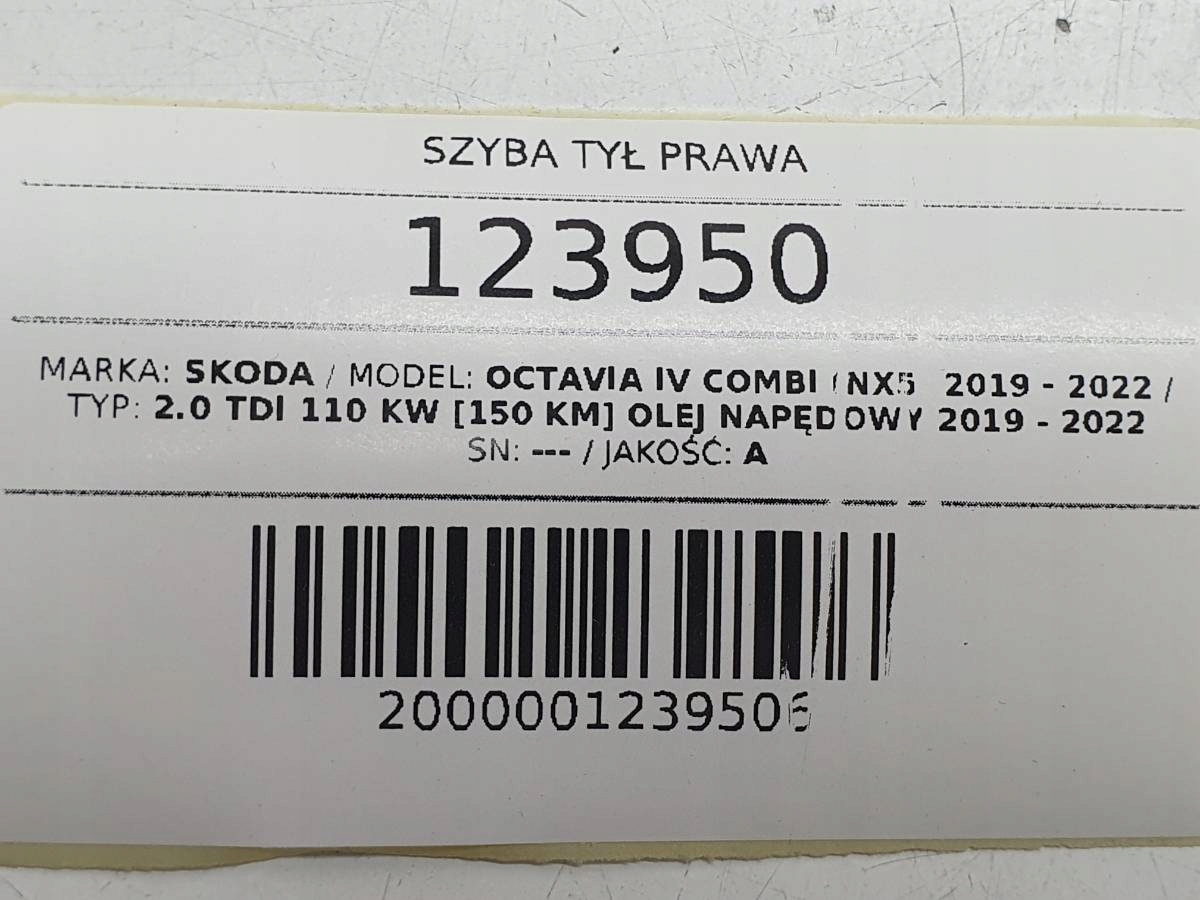 SZYBA TYŁ PRAWA
123950
MARKA: SKODA / MODEL: OCTAVIA IV COMBI (NX5 2019 - 2022 /
TYP: 2.0 TDI 110 KW [150 KM] OLEJ NAPĘDOWY 2019 - 2022
SN: --- / JAKOŚĆ: A
2000001239506